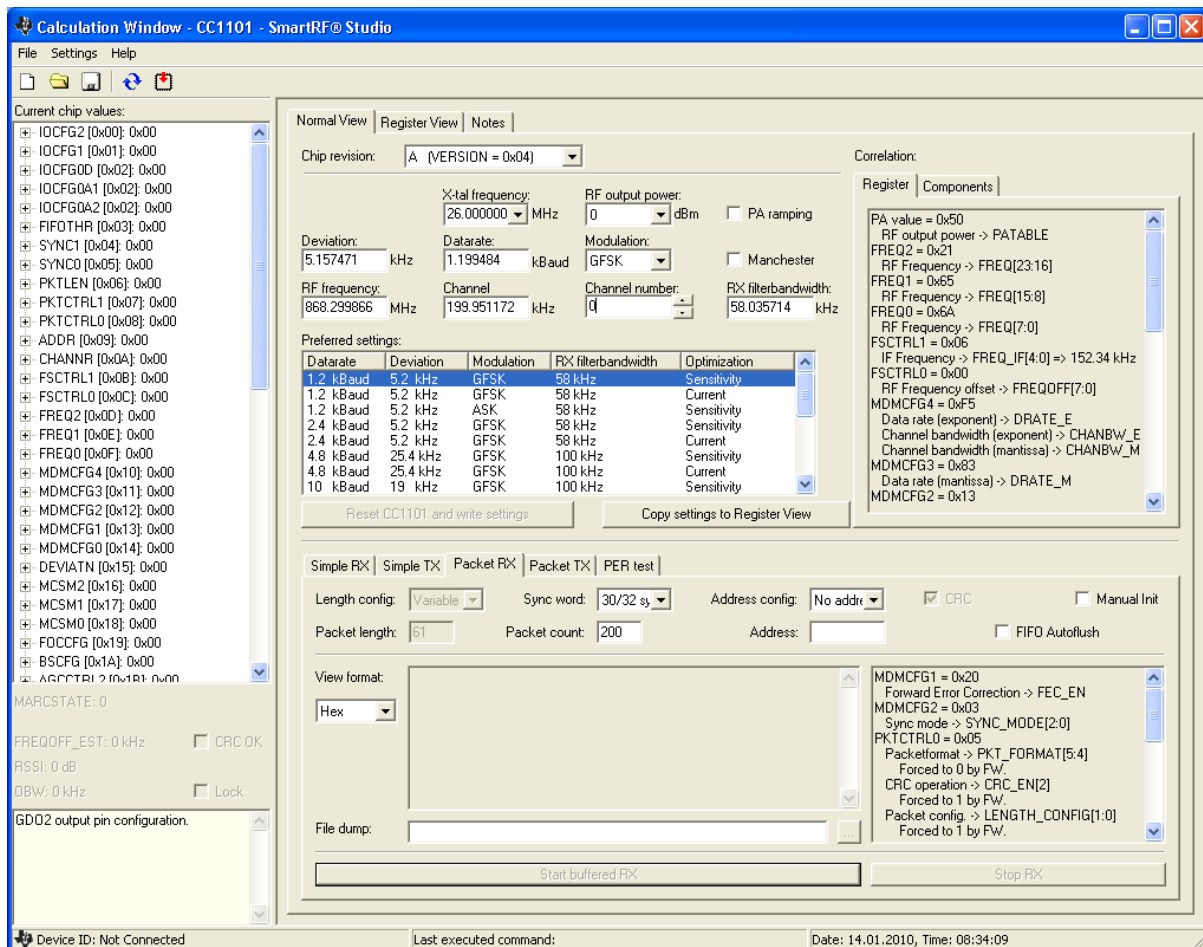 Calculation Window - CC1101 - SmartRF® Studio
File Settings Help
Current chip values:
IOCFG2 [0x00]: 0x00
IOCFG1 [0x01]: 0x00
IOCFG0D [0x02]: 0x00
IOCFG0A1 [0x02]: 0x00
IOCFG0A2 [0x02]: 0x00
FIFOTHR [0x03]: 0x00
SYNC1 [0x04]: 0x00
SYNC0 [0x05]: 0x00
PKTLEN [0x06]: 0x00
PKTCTRL1 [0x07]: 0x00
PKTCTRL0 [0x08]: 0x00
ADDR [0x09]: 0x00
CHANNR [0x0A]: 0x00
FSCTRL1 [0x0B]: 0x00
FSCTRL0 [0x0C]: 0x00
FREQ2 [0x0D]: 0x00
FREQ1 [0x0E]: 0x00
FREQ0 [0x0F]: 0x00
MDMCFG4 [0x10]: 0x00
MDMCFG3 [0x11]: 0x00
MDMCFG2 [0x12]: 0x00
MDMCFG1 [0x13]: 0x00
MDMCFG0 [0x14]: 0x00
DEVIATN [0x15]: 0x00
MCSM2 [0x16]: 0x00
MCSM1 [0x17]: 0x00
MCSM0 [0x18]: 0x00
FOCCFG [0x19]: 0x00
BSCFG [0x1A]: 0x00
AGCCTRL2 [0x1B]: 0x00
MARCSTATE: 0
FREQOFF_EST: 0 kHz CRC OK
RSSI: 0 dB
OBW: 0 kHz Lock
GDO2 output pin configuration.
Normal View Register View Notes
Chip revision: A (VERSION = 0x04)
X-tal frequency: RF output power:
26.000000 MHz 0 dBm PA ramping
Deviation: Datarate: Modulation:
5.157471 kHz 1.199484 kBaud GFSK Manchester
RF frequency: Channel Channel number: RX filterbandwidth:
868.299866 MHz 199.951172 kHz 0 58.035714 kHz
Preferred settings:
Datarate Deviation Modulation RX filterbandwidth Optimization
1.2 kBaud 5.2 kHz GFSK 58 kHz Sensitivity
1.2 kBaud 5.2 kHz GFSK 58 kHz Current
1.2 kBaud 5.2 kHz ASK 58 kHz Sensitivity
2.4 kBaud 5.2 kHz GFSK 58 kHz Sensitivity
2.4 kBaud 5.2 kHz GFSK 58 kHz Current
4.8 kBaud 25.4 kHz GFSK 100 kHz Sensitivity
4.8 kBaud 25.4 kHz GFSK 100 kHz Current
10 kBaud 19 kHz GFSK 100 kHz Sensitivity
Reset CC1101 and write settings Copy settings to Register View
Correlation:
Register Components
PA value = 0x50
RF output power -> PATABLE
FREQ2 = 0x21
RF Frequency -> FREQ[23:16]
FREQ1 = 0x65
RF Frequency -> FREQ[15:8]
FREQ0 = 0x6A
RF Frequency -> FREQ[7:0]
FSCTRL1 = 0x06
IF Frequency -> FREQ_IF[4:0] => 152.34 kHz
FSCTRL0 = 0x00
RF Frequency offset -> FREQOFF[7:0]
MDMCFG4 = 0xF5
Data rate (exponent) -> DRATE_E
Channel bandwidth (exponent) -> CHANBW_E
Channel bandwidth (mantissa) -> CHANBW_M
MDMCFG3 = 0x83
Data rate (mantissa) -> DRATE_M
MDMCFG2 = 0x13
Simple RX Simple TX Packet RX Packet TX PER test
Length config: Variable Sync word: 30/32 sy Address config: No addre CRC Manual Init
Packet length: 61 Packet count: 200 Address: FIFO Autoflush
View format:
Hex
File dump: ...
MDMCFG1 = 0x20
Forward Error Correction -> FEC_EN
MDMCFG2 = 0x03
Sync mode -> SYNC_MODE[2:0]
PKTCTRL0 = 0x05
Packetformat -> PKT_FORMAT[5:4]
Forced to 0 by FW.
CRC operation -> CRC_EN[2]
Forced to 1 by FW.
Packet config. -> LENGTH_CONFIG[1:0]
Forced to 1 by FW.
Start buffered RX Stop RX
Device ID: Not Connected Last executed command: Date: 14.01.2010, Time: 08:34:09